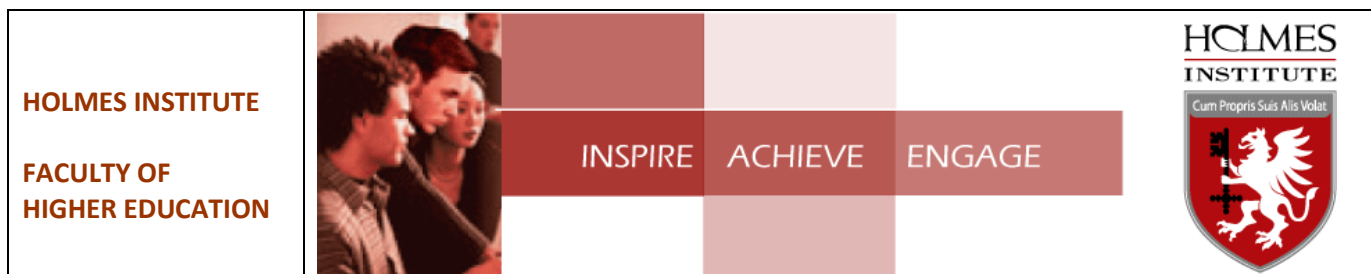 HOLMES INSTITUTE
FACULTY OF
HIGHER EDUCATION
INSPIRE ACHIEVE ENGAGE
HOLMES
INSTITUTE
Cum Propris Suis Alis Volat